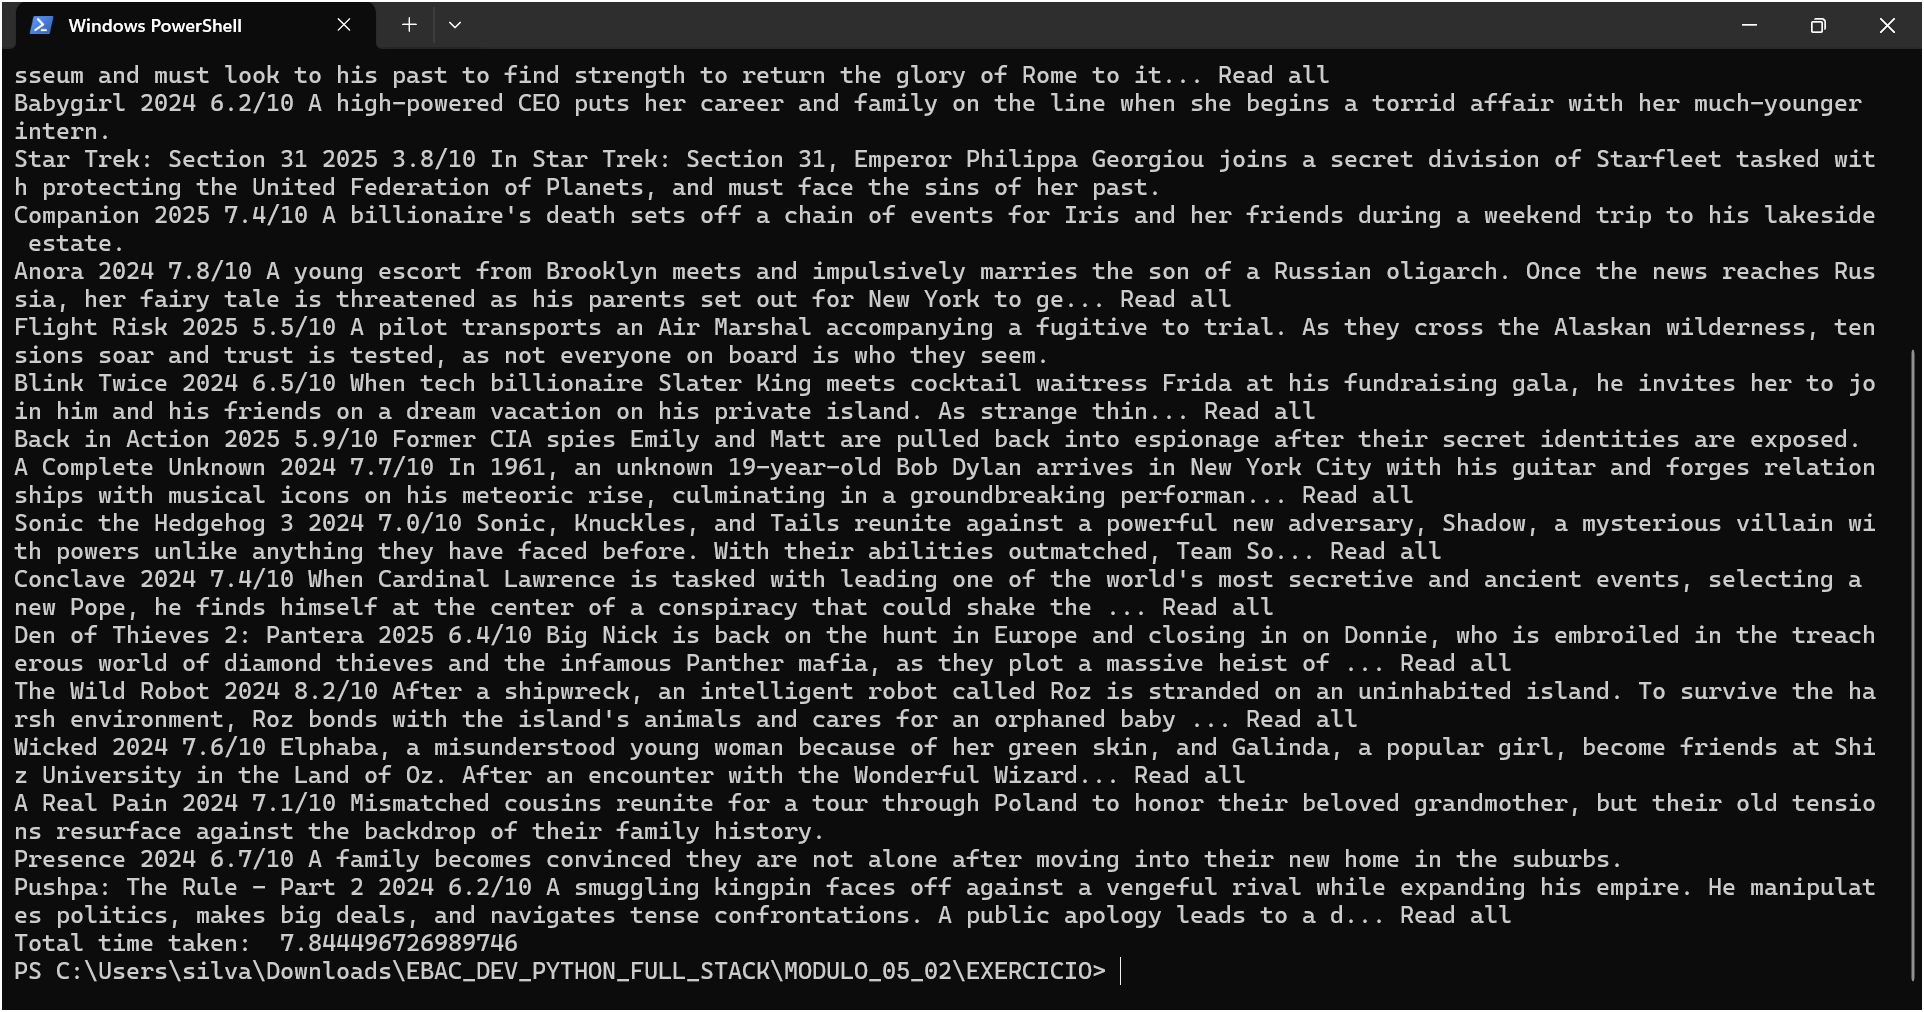 Windows PowerShell
sseum and must look to his past to find strength to return the glory of Rome to it... Read all
Babygirl 2024 6.2/10 A high-powered CEO puts her career and family on the line when she begins a torrid affair with her much-younger
intern.
Star Trek: Section 31 2025 3.8/10 In Star Trek: Section 31, Emperor Philippa Georgiou joins a secret division of Starfleet tasked wit
h protecting the United Federation of Planets, and must face the sins of her past.
Companion 2025 7.4/10 A billionaire's death sets off a chain of events for Iris and her friends during a weekend trip to his lakeside
 estate.
Anora 2024 7.8/10 A young escort from Brooklyn meets and impulsively marries the son of a Russian oligarch. Once the news reaches Rus
sia, her fairy tale is threatened as his parents set out for New York to ge... Read all
Flight Risk 2025 5.5/10 A pilot transports an Air Marshal accompanying a fugitive to trial. As they cross the Alaskan wilderness, ten
sions soar and trust is tested, as not everyone on board is who they seem.
Blink Twice 2024 6.5/10 When tech billionaire Slater King meets cocktail waitress Frida at his fundraising gala, he invites her to jo
in him and his friends on a dream vacation on his private island. As strange thin... Read all
Back in Action 2025 5.9/10 Former CIA spies Emily and Matt are pulled back into espionage after their secret identities are exposed.
A Complete Unknown 2024 7.7/10 In 1961, an unknown 19-year-old Bob Dylan arrives in New York City with his guitar and forges relation
ships with musical icons on his meteoric rise, culminating in a groundbreaking performan... Read all
Sonic the Hedgehog 3 2024 7.0/10 Sonic, Knuckles, and Tails reunite against a powerful new adversary, Shadow, a mysterious villain wi
th powers unlike anything they have faced before. With their abilities outmatched, Team So... Read all
Conclave 2024 7.4/10 When Cardinal Lawrence is tasked with leading one of the world's most secretive and ancient events, selecting a
new Pope, he finds himself at the center of a conspiracy that could shake the ... Read all
Den of Thieves 2: Pantera 2025 6.4/10 Big Nick is back on the hunt in Europe and closing in on Donnie, who is embroiled in the treach
erous world of diamond thieves and the infamous Panther mafia, as they plot a massive heist of ... Read all
The Wild Robot 2024 8.2/10 After a shipwreck, an intelligent robot called Roz is stranded on an uninhabited island. To survive the ha
rsh environment, Roz bonds with the island's animals and cares for an orphaned baby ... Read all
Wicked 2024 7.6/10 Elphaba, a misunderstood young woman because of her green skin, and Galinda, a popular girl, become friends at Shi
z University in the Land of Oz. After an encounter with the Wonderful Wizard... Read all
A Real Pain 2024 7.1/10 Mismatched cousins reunite for a tour through Poland to honor their beloved grandmother, but their old tensio
ns resurface against the backdrop of their family history.
Presence 2024 6.7/10 A family becomes convinced they are not alone after moving into their new home in the suburbs.
Pushpa: The Rule - Part 2 2024 6.2/10 A smuggling kingpin faces off against a vengeful rival while expanding his empire. He manipulat
es politics, makes big deals, and navigates tense confrontations. A public apology leads to a d... Read all
Total time taken:  7.844496726989746
PS C:\Users\silva\Downloads\EBAC_DEV_PYTHON_FULL_STACK\MODULO_05_02\EXERCICIO>